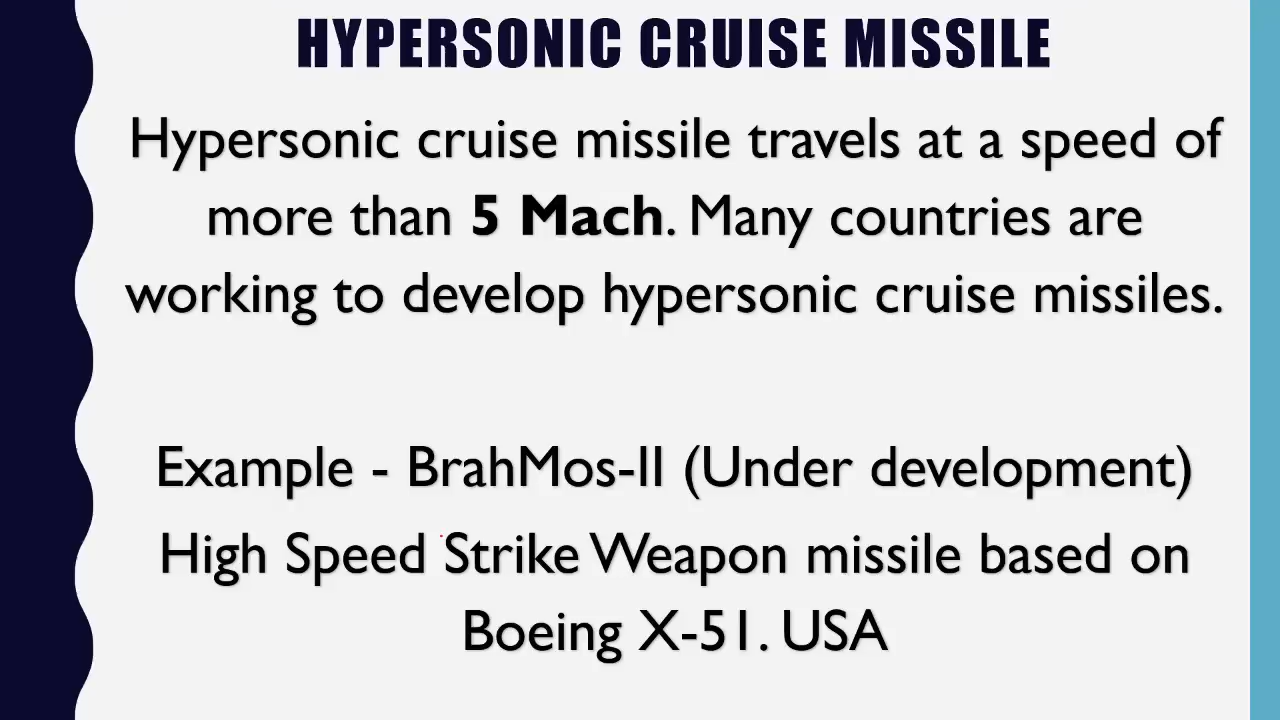 HYPERSONIC CRUISE MISSILE
Hypersonic cruise missile travels at a speed of
more than 5 Mach. Many countries are
working to develop hypersonic cruise missiles.
Example - BrahMos-II (Under development)
High Speed Strike Weapon missile based on
Boeing X-51. USA